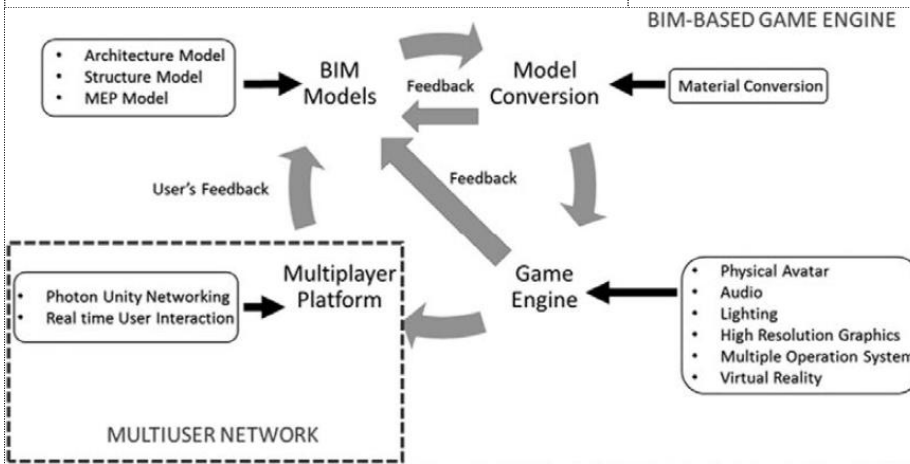 BIM-BASED GAME ENGINE
• Architecture Model
• Structure Model
• MEP Model
BIM
Models
Feedback
Model
Conversion
Material Conversion
User's Feedback
Feedback
Multiplayer
Platform
Game
Engine
• Photon Unity Networking
• Real time User Interaction
• Physical Avatar
• Audio
• Lighting
• High Resolution Graphics
• Multiple Operation System
• Virtual Reality
MULTIUSER NETWORK